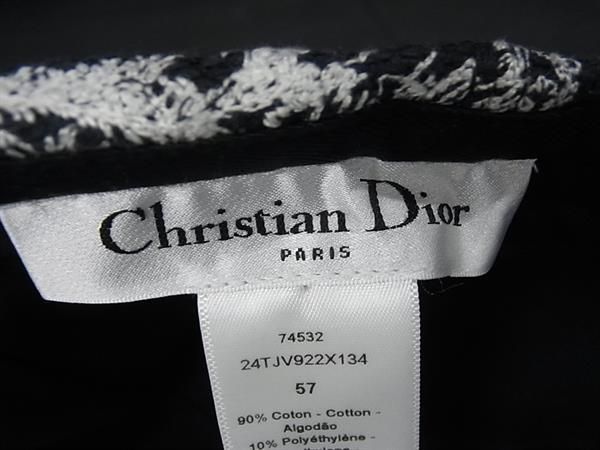 Christian Dior
PARIS
74532
24TJV922X134
57
90% Coton - Cotton -
Algodão
10% Polyéthylène -